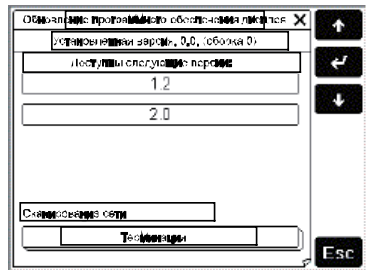 Обновление программного обеспечения дисплея X
Установленная версия, 0,0, (сборка 0)
Доступны следующие версии:
1.2
2.0
Сканирование сети
Esc